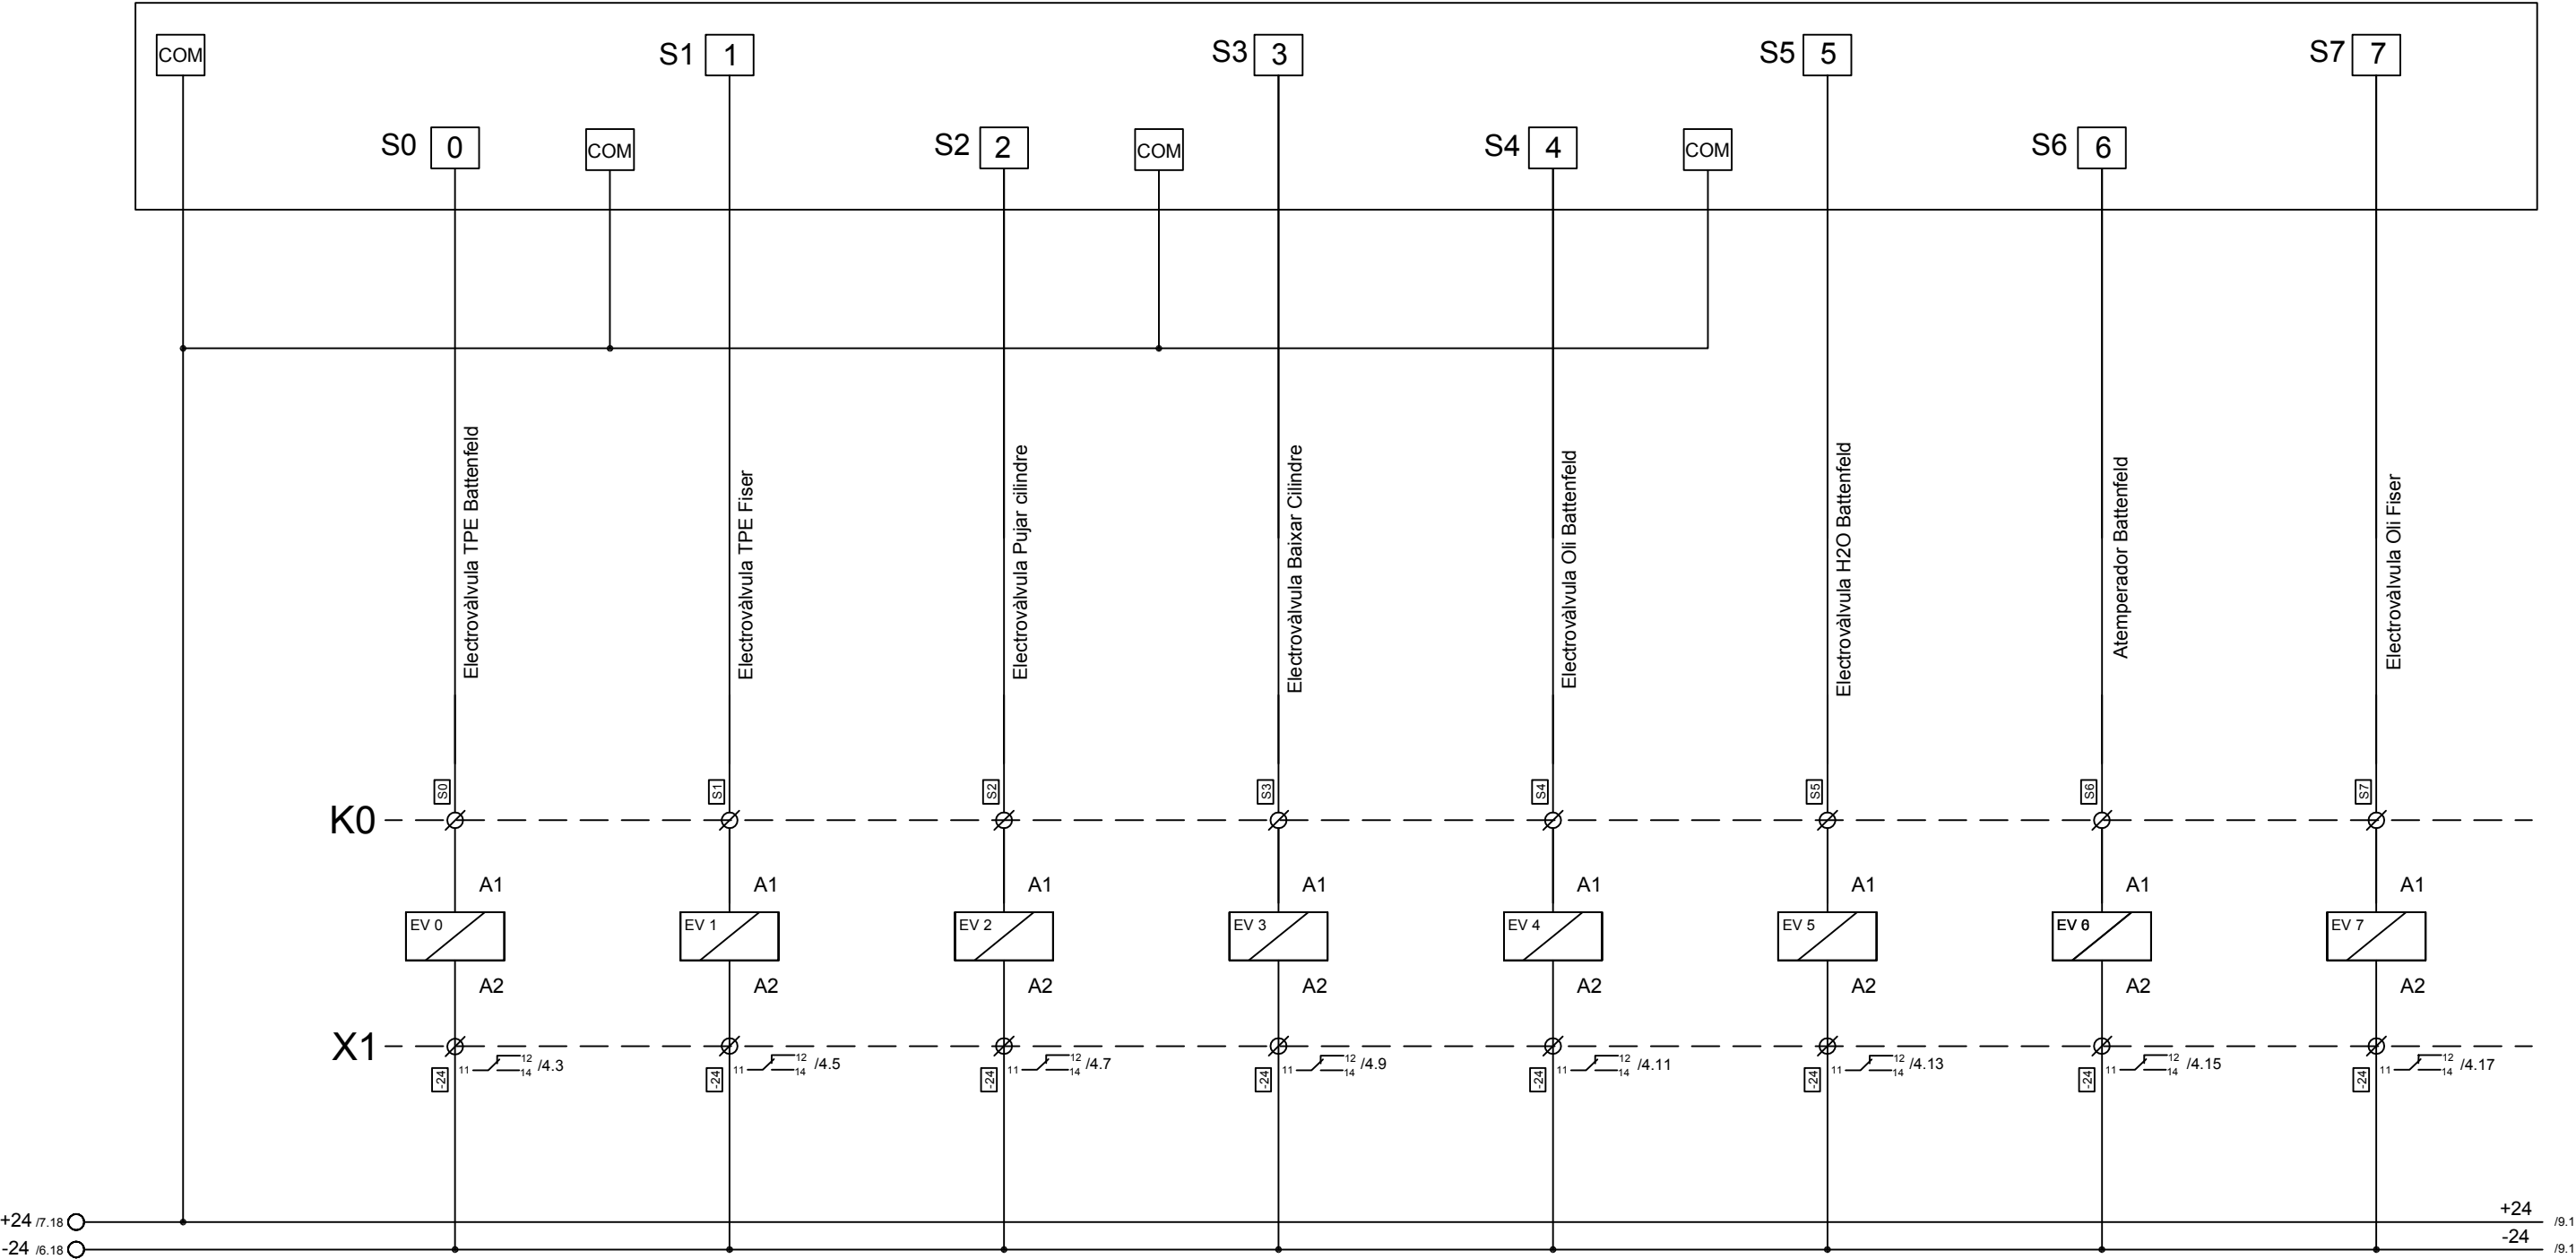 COM
S1 1
S3 3
S5 5
S7 7
S0 0
COM
S2 2
COM
S4 4
COM
S6 6
Electrovàlvula TPE Battenfeld
Electrovàlvula TPE Fiser
Electrovàlvula Pujar cilindre
Electrovàlvula Baixar Cilindre
Electrovàlvula Oli Battenfeld
Electrovàlvula H2O Battenfeld
Atemperador Battenfeld
Electrovàlvula Oli Fiser
S0 S1 S2 S3 S4 S5 S6 S7
K0
A1 A1 A1 A1 A1 A1 A1 A1
EV 0 EV 1 EV 2 EV 3 EV 4 EV 5 EV 6 EV 7
A2 A2 A2 A2 A2 A2 A2 A2
X1
-24 11 12 14 /4.3
-24 11 12 14 /4.5
-24 11 12 14 /4.7
-24 11 12 14 /4.9
-24 11 12 14 /4.11
-24 11 12 14 /4.13
-24 11 12 14 /4.15
-24 11 12 14 /4.17
+24 /7.18
+24 /9.1
-24 /6.18
-24 /9.1